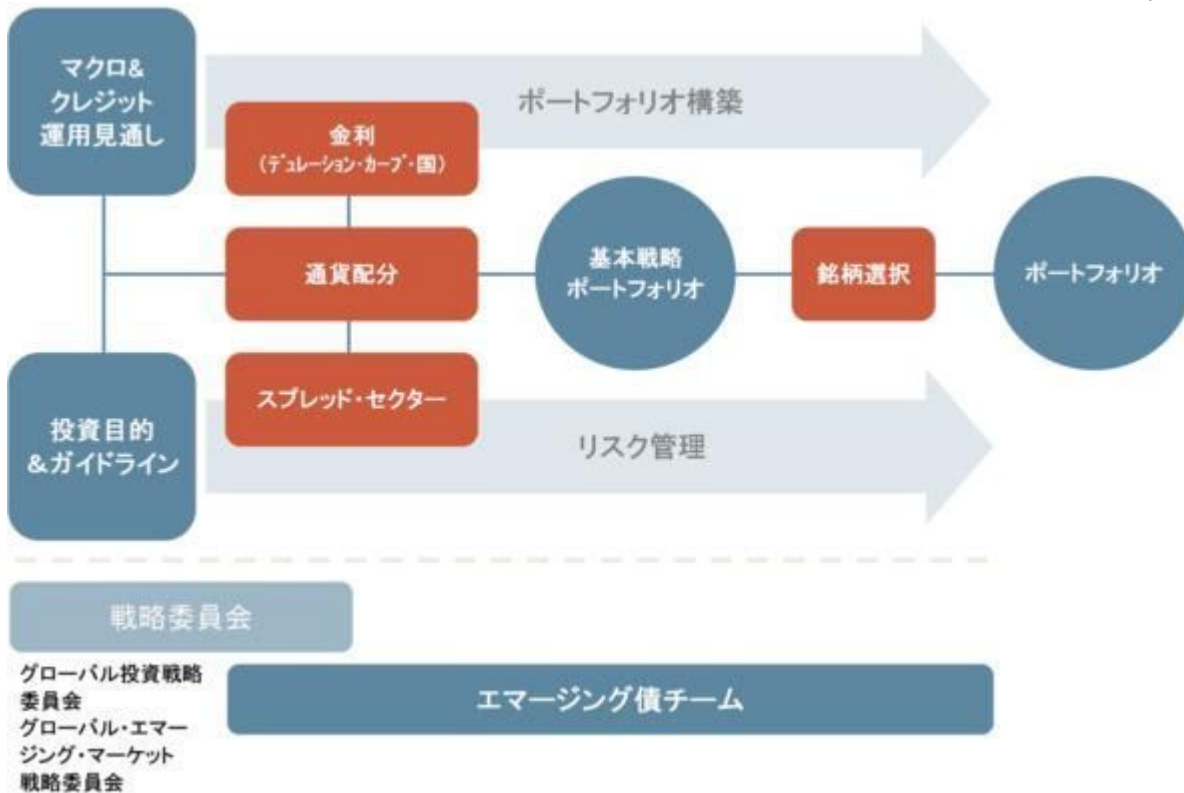 マクロ&
クレジット
運用見通し
ポートフォリオ構築
金利
(デュレーション・カーブ・国)
通貨配分
基本戦略
ポートフォリオ
銘柄選択
ポートフォリオ
投資目的
&ガイドライン
スプレッド・セクター
リスク管理
戦略委員会
グローバル投資戦略
委員会
グローバル・エマー
ジング・マーケット
戦略委員会
エマージング債チーム